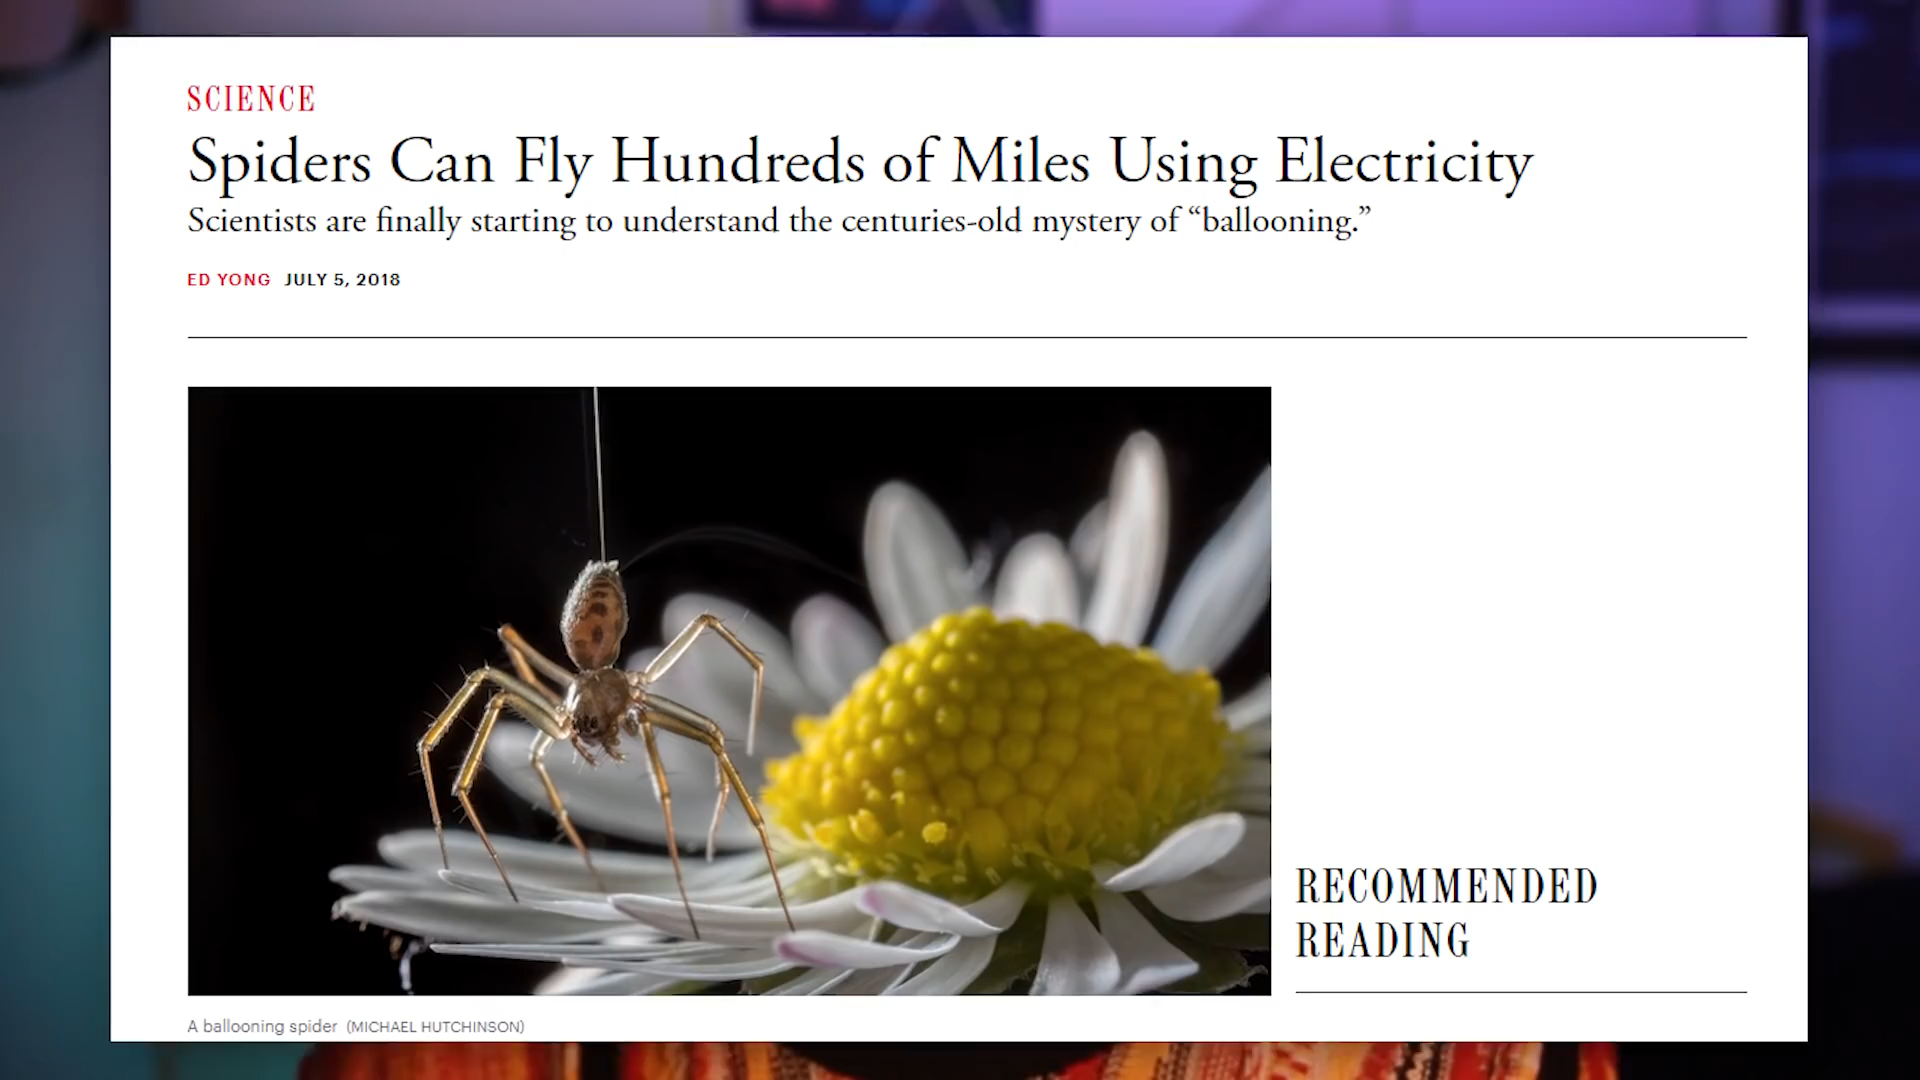 SCIENCE
Spiders Can Fly Hundreds of Miles Using Electricity
Scientists are finally starting to understand the centuries-old mystery of “ballooning.”
ED YONG JULY 5, 2018
RECOMMENDED
READING
A ballooning spider (MICHAEL HUTCHINSON)